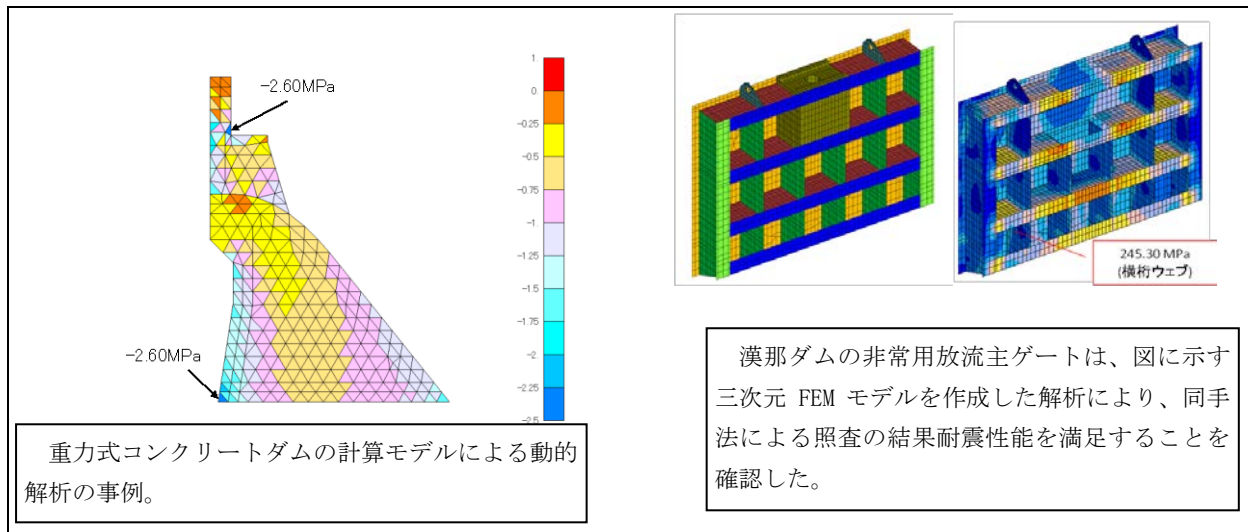 -2.60MPa
-2.60MPa
1.
0.
-0.25
-0.5
-0.75
-1.
-1.25
-1.5
-1.75
-2.
-2.25
-2.5
重力式コンクリートダムの計算モデルによる動的
解析の事例。
245.30 MPa
(横桁ウェブ)
漢那ダムの非常用放流主ゲートは、図に示す
三次元 FEM モデルを作成した解析により、同手
法による照査の結果耐震性能を満足することを
確認した。